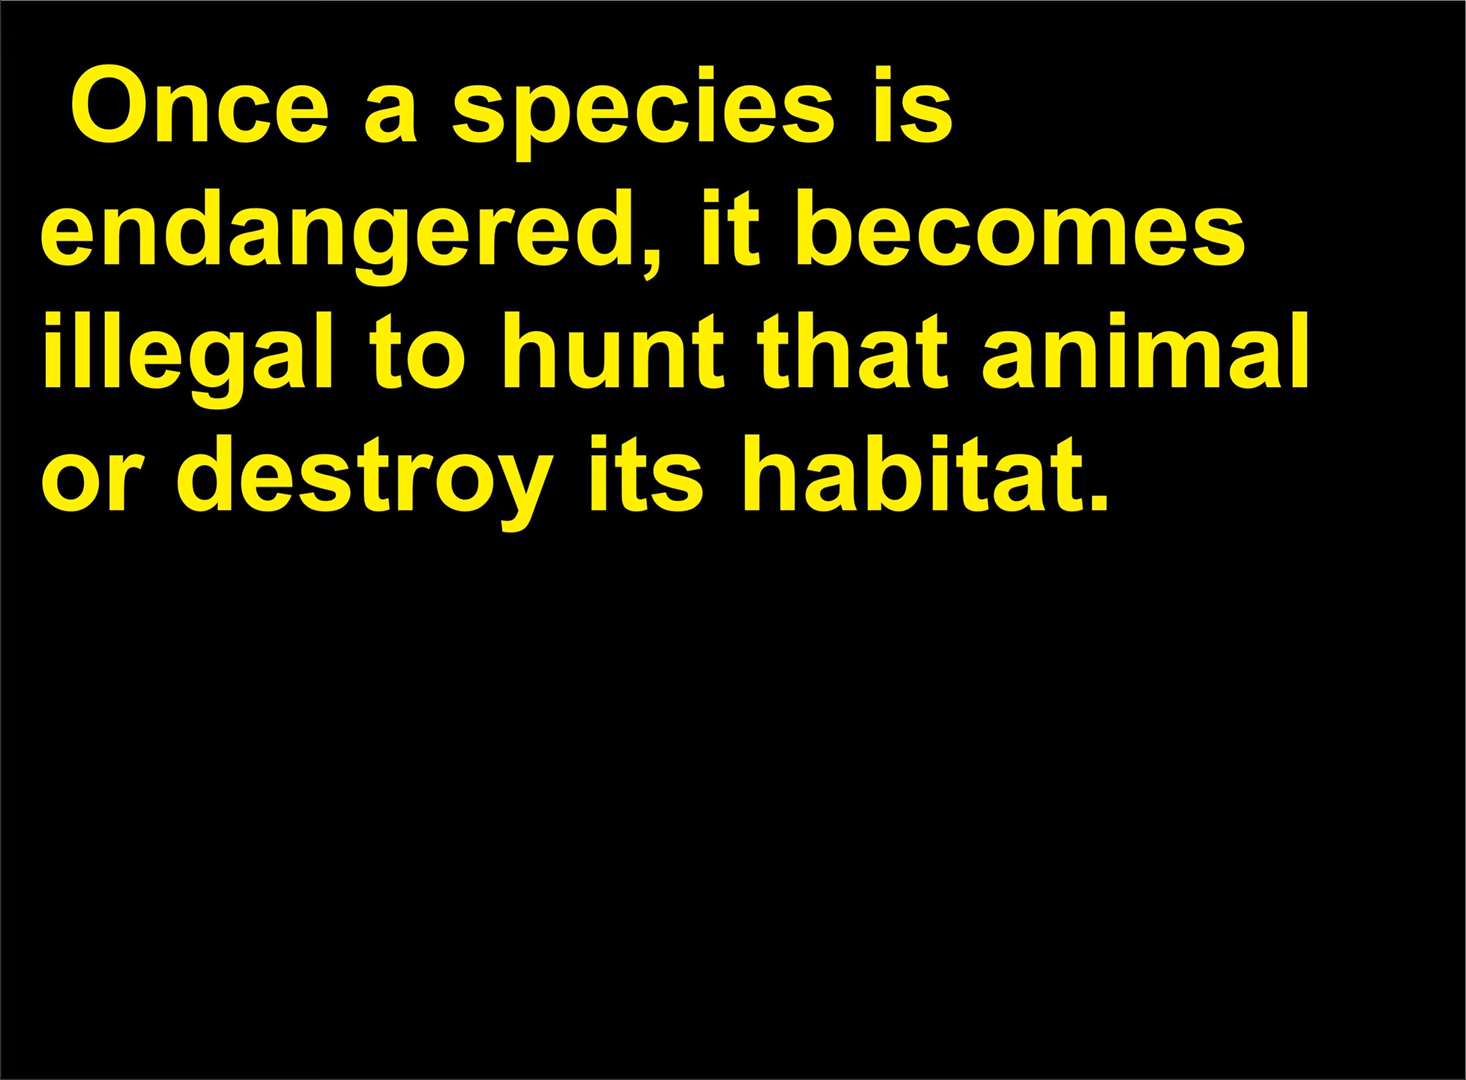 Once a species is
endangered, it becomes
illegal to hunt that animal
or destroy its habitat.